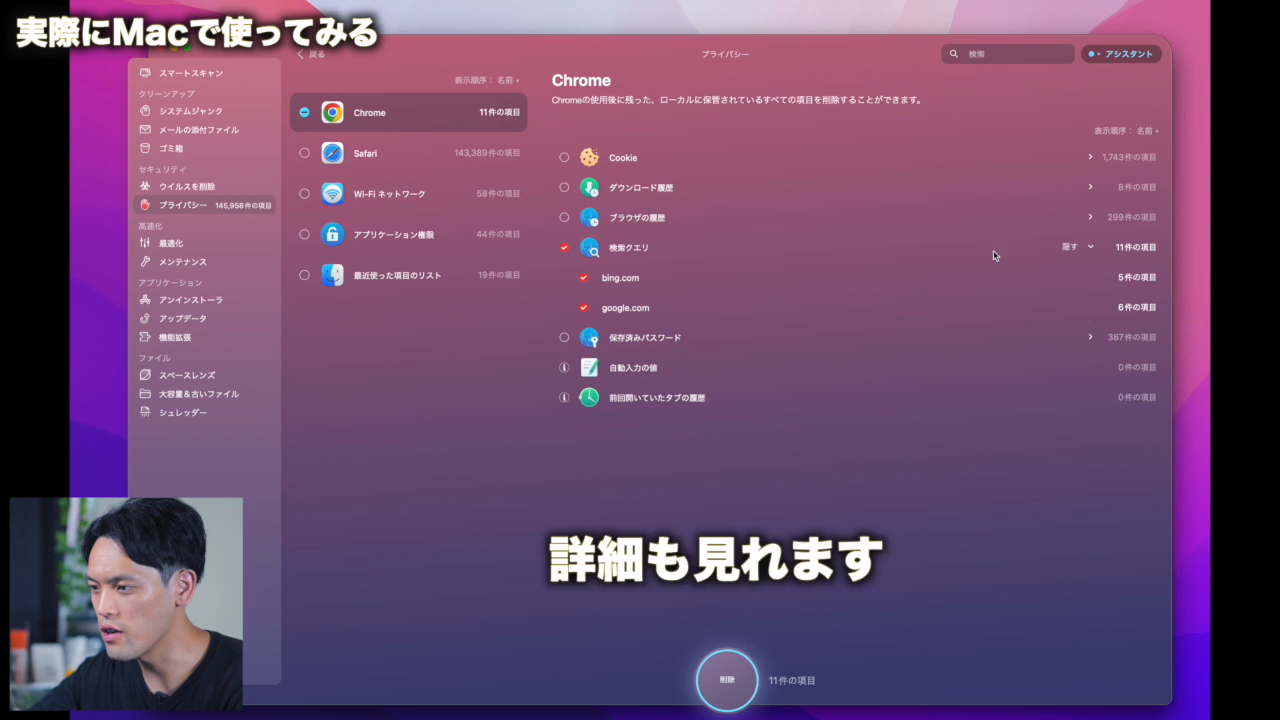 実際にMacで使ってみる
戻る
プライバシー
検索
アシスタント
スマートスキャン
クリーンアップ
システムジャンク
メールの添付ファイル
ゴミ箱
セキュリティ
ウイルスを削除
プライバシー 145,958件の項目
高速化
最適化
メンテナンス
アプリケーション
アンインストーラ
アップデータ
機能拡張
ファイル
スペースレンズ
大容量&古いファイル
シュレッダー
表示順序： 名前
Chrome 11件の項目
Safari 143,389件の項目
Wi-Fi ネットワーク 58件の項目
アプリケーション権限 44件の項目
最近使った項目のリスト 19件の項目
Chrome
Chromeの使用後に残った、ローカルに保管されているすべての項目を削除することができます。
表示順序： 名前
Cookie 1,743件の項目
ダウンロード履歴 8件の項目
ブラウザの履歴 299件の項目
検索クエリ 隠す 11件の項目
bing.com 5件の項目
google.com 6件の項目
保存済みパスワード 387件の項目
自動入力の値 0件の項目
前回開いていたタブの履歴 0件の項目
詳細も見れます
削除 11件の項目